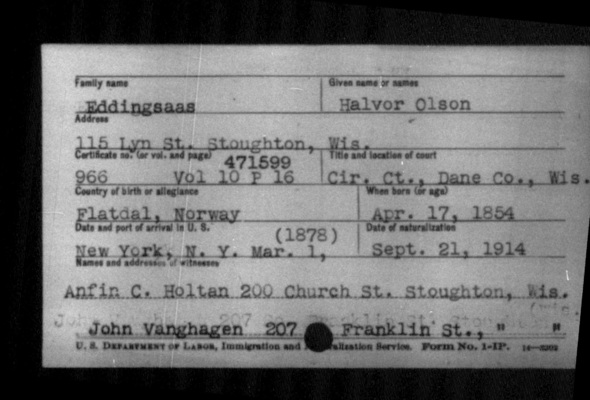 Family name Given name or names
Eddingsaas Halvor Olson
Address
115 Lyn St. Stoughton, Wis.
Certificate no. (or vol. and page) 471599 Title and location of court
966 Vol 10 P 16 Cir. Ct., Dane Co., Wis.
Country of birth or allegiance When born (or age)
Flatdal, Norway Apr. 17, 1854
Date and port of arrival in U. S. (1878) Date of naturalization
New York, N. Y. Mar. 1, Sept. 21, 1914
Names and addresses of witnesses
Anfin C. Holtan 200 Church St. Stoughton, Wis.
John Vanghagen 207 Franklin St., " "
U. S. Department of Labor, Immigration and Naturalization Service. Form No. 1-IP. 14—3202